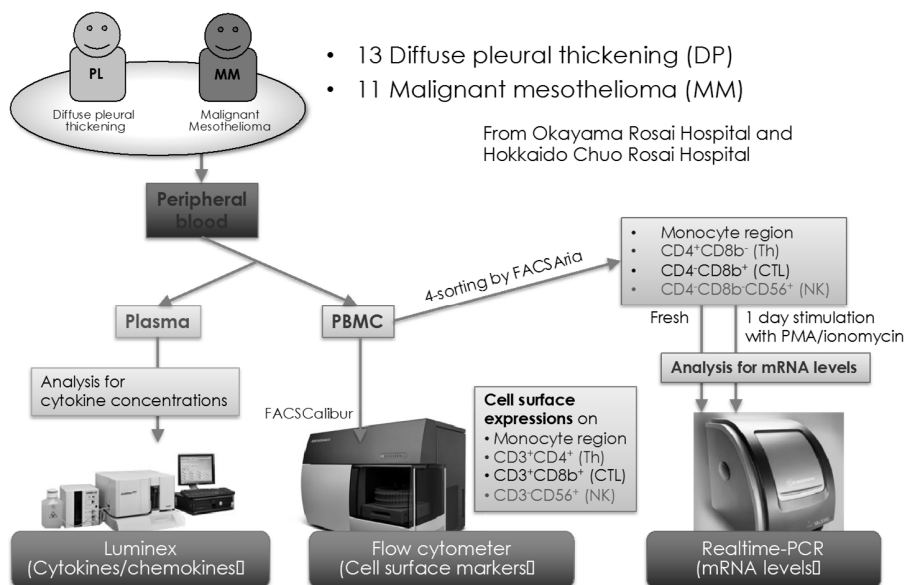 PL
MM
Diffuse pleural
thickening
Malignant
Mesothelioma
• 13 Diffuse pleural thickening (DP)
• 11 Malignant mesothelioma (MM)
From Okayama Rosai Hospital and
Hokkaido Chuo Rosai Hospital
Peripheral
blood
Plasma
PBMC
4-sorting by FACSAria
• Monocyte region
• CD4⁺CD8b⁻ (Th)
• CD4⁻CD8b⁺ (CTL)
• CD4⁻CD8b⁻CD56⁺ (NK)
Fresh
1 day stimulation
with PMA/ionomycin
Analysis for mRNA levels
Analysis for
cytokine concentrations
FACSCalibur
Cell surface
expressions on
• Monocyte region
• CD3⁺CD4⁺ (Th)
• CD3⁺CD8b⁺ (CTL)
• CD3⁻CD56⁺ (NK)
Luminex
(Cytokines/chemokines▯
Flow cytometer
(Cell surface markers▯
Realtime-PCR
(mRNA levels▯